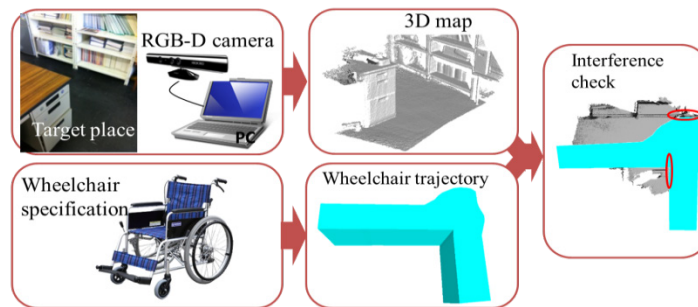 RGB-D camera
Target place
PC
3D map
Wheelchair
specification
Wheelchair trajectory
Interference
check